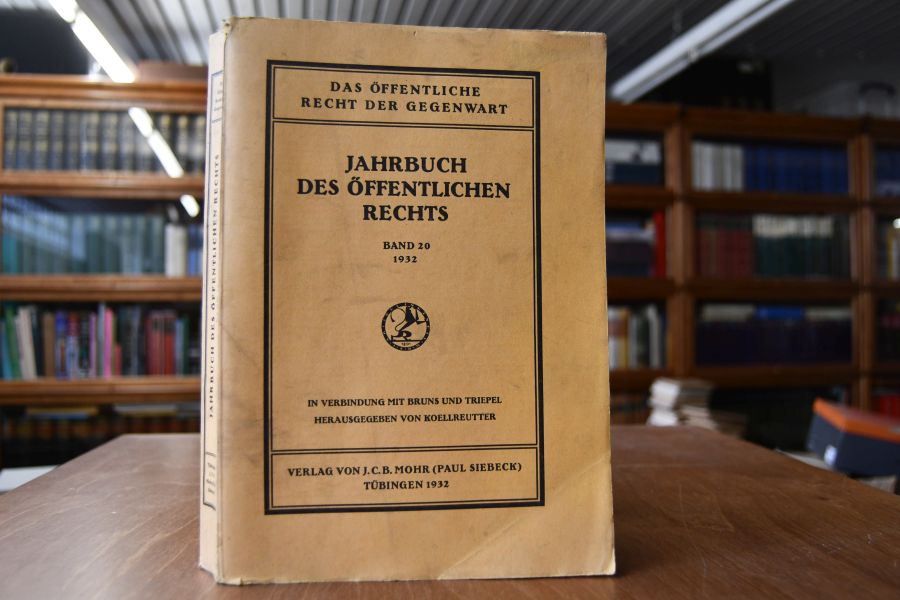 DAS ÖFFENTLICHE
RECHT DER GEGENWART
JAHRBUCH
DES ÖFFENTLICHEN
RECHTS
BAND 20
1932
IN VERBINDUNG MIT BRUNS UND TRIEPEL
HERAUSGEGEBEN VON KOELLREUTTER
VERLAG VON J. C. B. MOHR (PAUL SIEBECK)
TÜBINGEN 1932
JAHRBUCH DES ÖFFENTLICHEN RECHTS